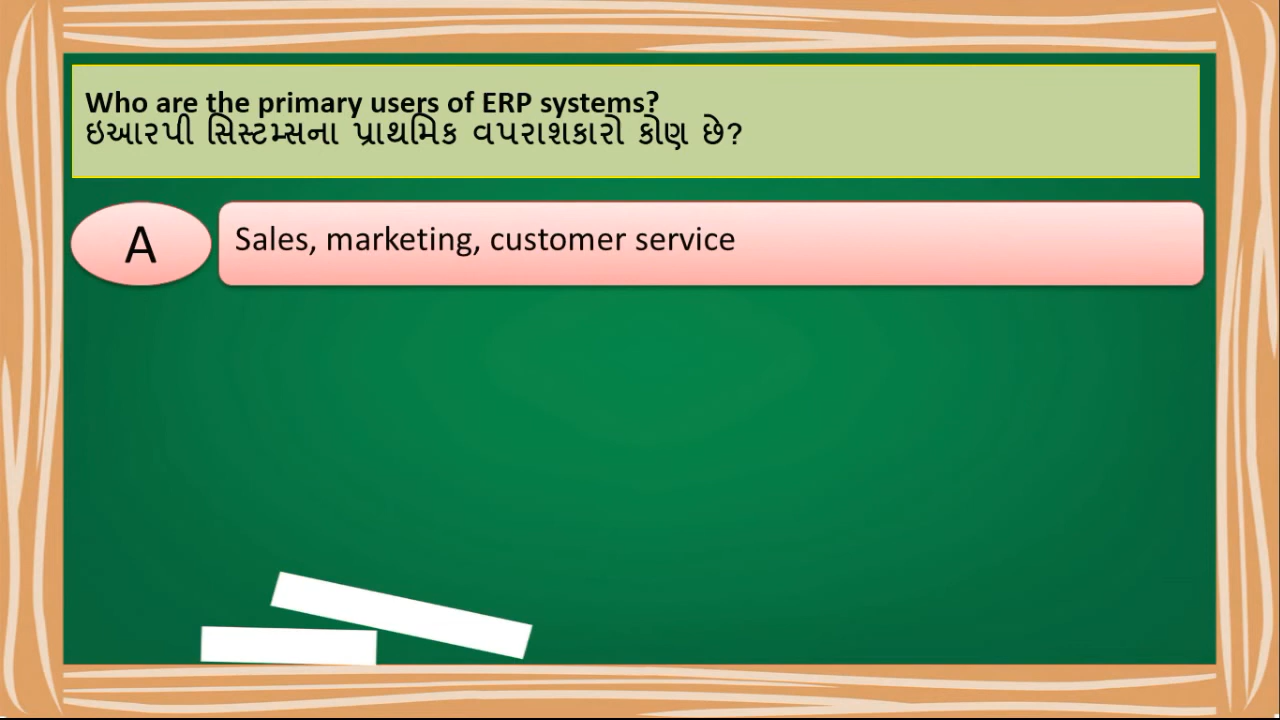 Who are the primary users of ERP systems?
ઇઆરપી સિસ્ટમ્સના પ્રાથમિક વપરાશકારો કોણ છે?
A
Sales, marketing, customer service